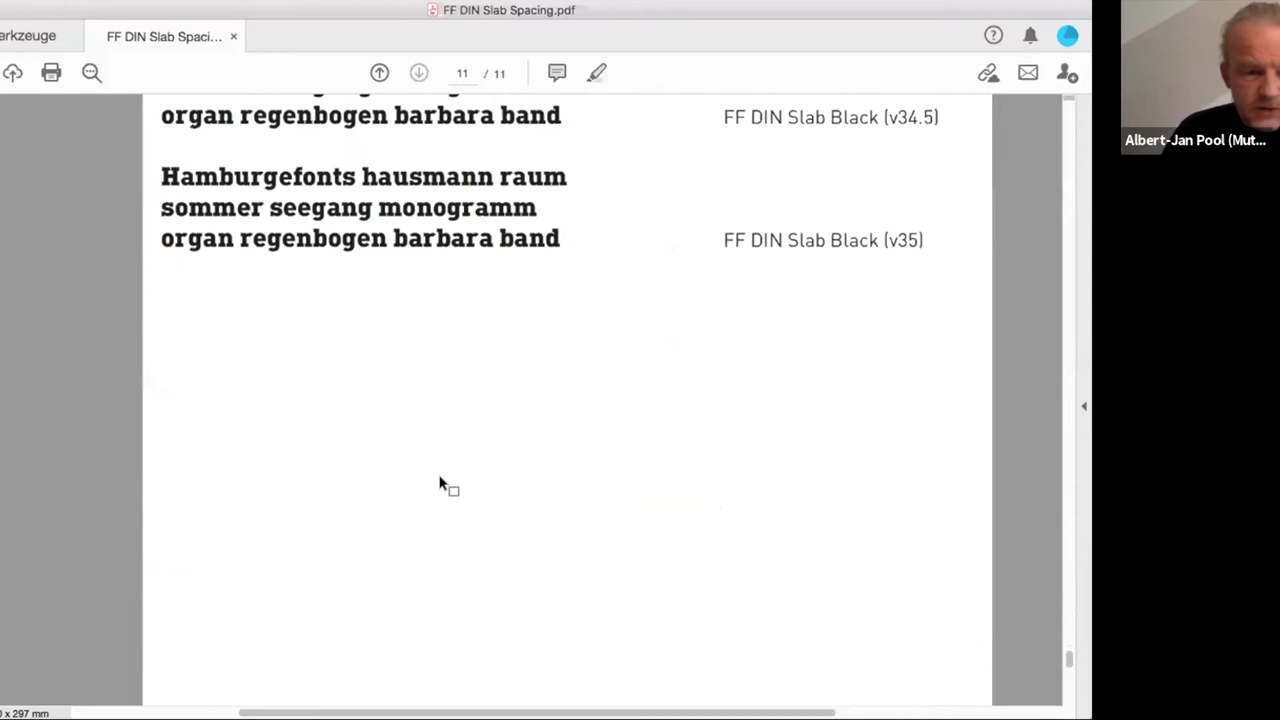 FF DIN Slab Spacing.pdf
erkzeuge
FF DIN Slab Spaci... ×
11 / 11
organ regenbogen barbara band
FF DIN Slab Black (v34.5)
Hamburgefonts hausmann raum
sommer seegang monogramm
organ regenbogen barbara band
FF DIN Slab Black (v35)
Albert-Jan Pool (Mut...
0 x 297 mm